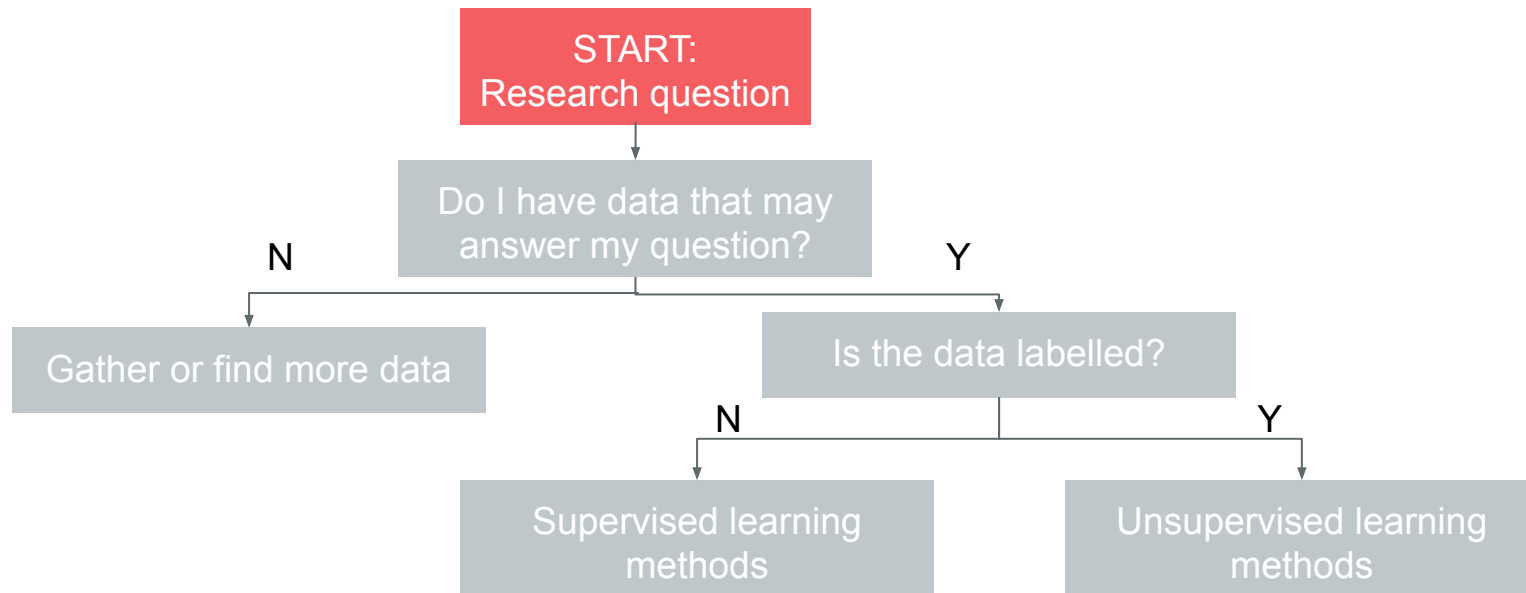 START:
Research question
Do I have data that may
answer my question?
N
Y
Gather or find more data
Is the data labelled?
N
Y
Supervised learning
methods
Unsupervised learning
methods